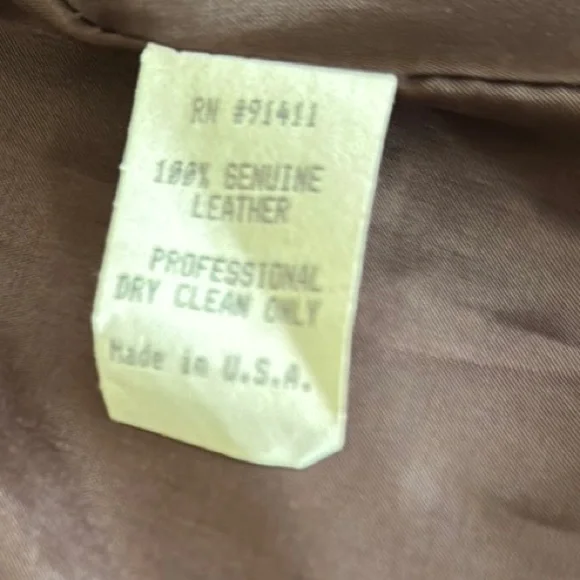 RN #91411
100% GENUINE
LEATHER
PROFESSIONAL
DRY CLEAN ONLY
Made in U.S.A.